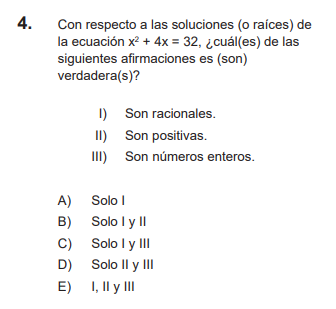 4. Con respecto a las soluciones (o raíces) de
la ecuación x² + 4x = 32, ¿cuál(es) de las
siguientes afirmaciones es (son)
verdadera(s)?
I) Son racionales.
II) Son positivas.
III) Son números enteros.
A) Solo I
B) Solo I y II
C) Solo I y III
D) Solo II y III
E) I, II y III